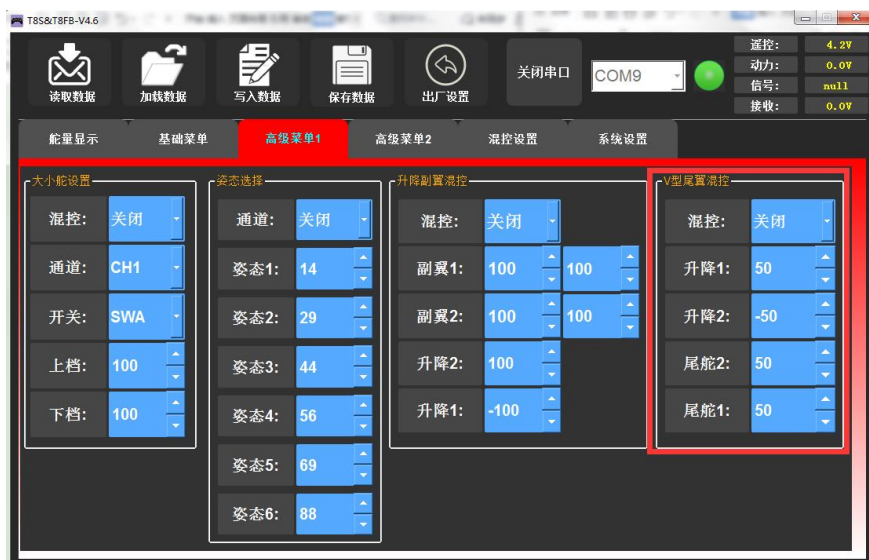 T8S&T8FB-V4.6
读取数据 加载数据 写入数据 保存数据 出厂设置 关闭串口 COM9
遥控: 4.2V
动力: 0.0V
信号: null
接收: 0.0V
舵量显示 基础菜单 高级菜单1 高级菜单2 混控设置 系统设置
大小舵设置
混控: 关闭
通道: CH1
开关: SWA
上档: 100
下档: 100
姿态选择
通道: 关闭
姿态1: 14
姿态2: 29
姿态3: 44
姿态4: 56
姿态5: 69
姿态6: 88
升降副翼混控
混控: 关闭
副翼1: 100 100
副翼2: 100 100
升降2: 100
升降1: -100
V型尾翼混控
混控: 关闭
升降1: 50
升降2: -50
尾舵2: 50
尾舵1: 50